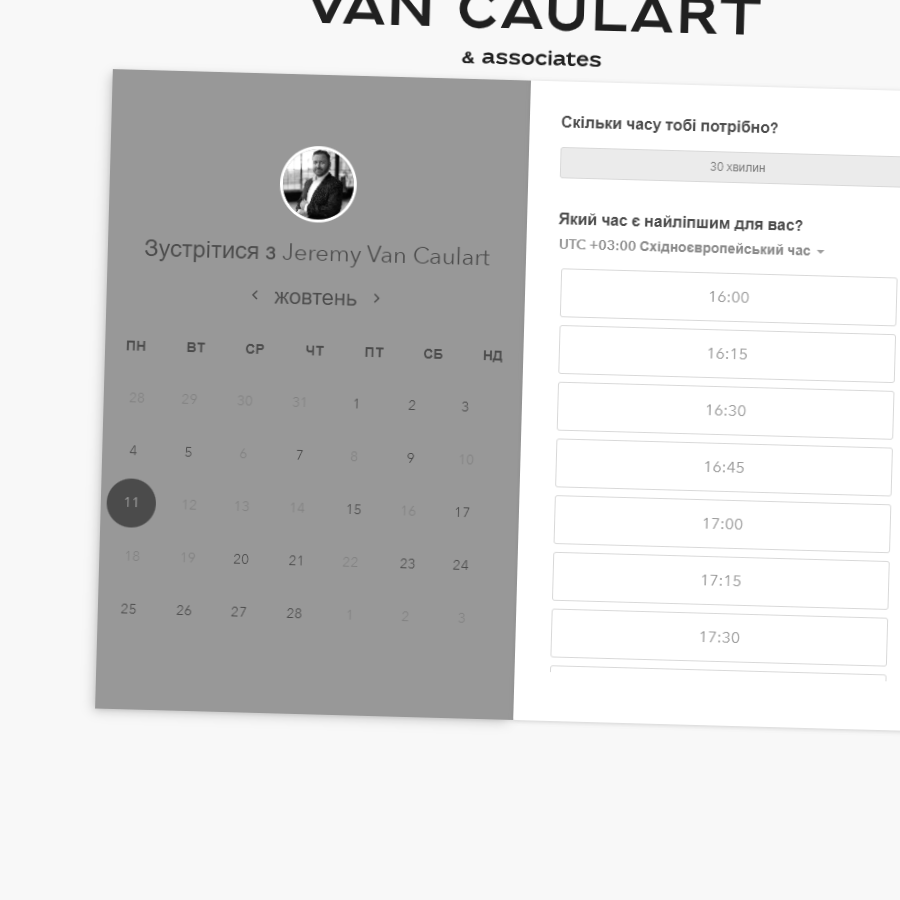 VAN CAULART
& associates
Зустрітися з Jeremy Van Caulart
‹ жовтень ›
ПН ВТ СР ЧТ ПТ СБ НД
28 29 30 31 1 2 3
4 5 6 7 8 9 10
11 12 13 14 15 16 17
18 19 20 21 22 23 24
25 26 27 28 1 2 3
Скільки часу тобі потрібно?
30 хвилин
Який час є найліпшим для вас?
UTC +03:00 Східноєвропейський час
16:00
16:15
16:30
16:45
17:00
17:15
17:30